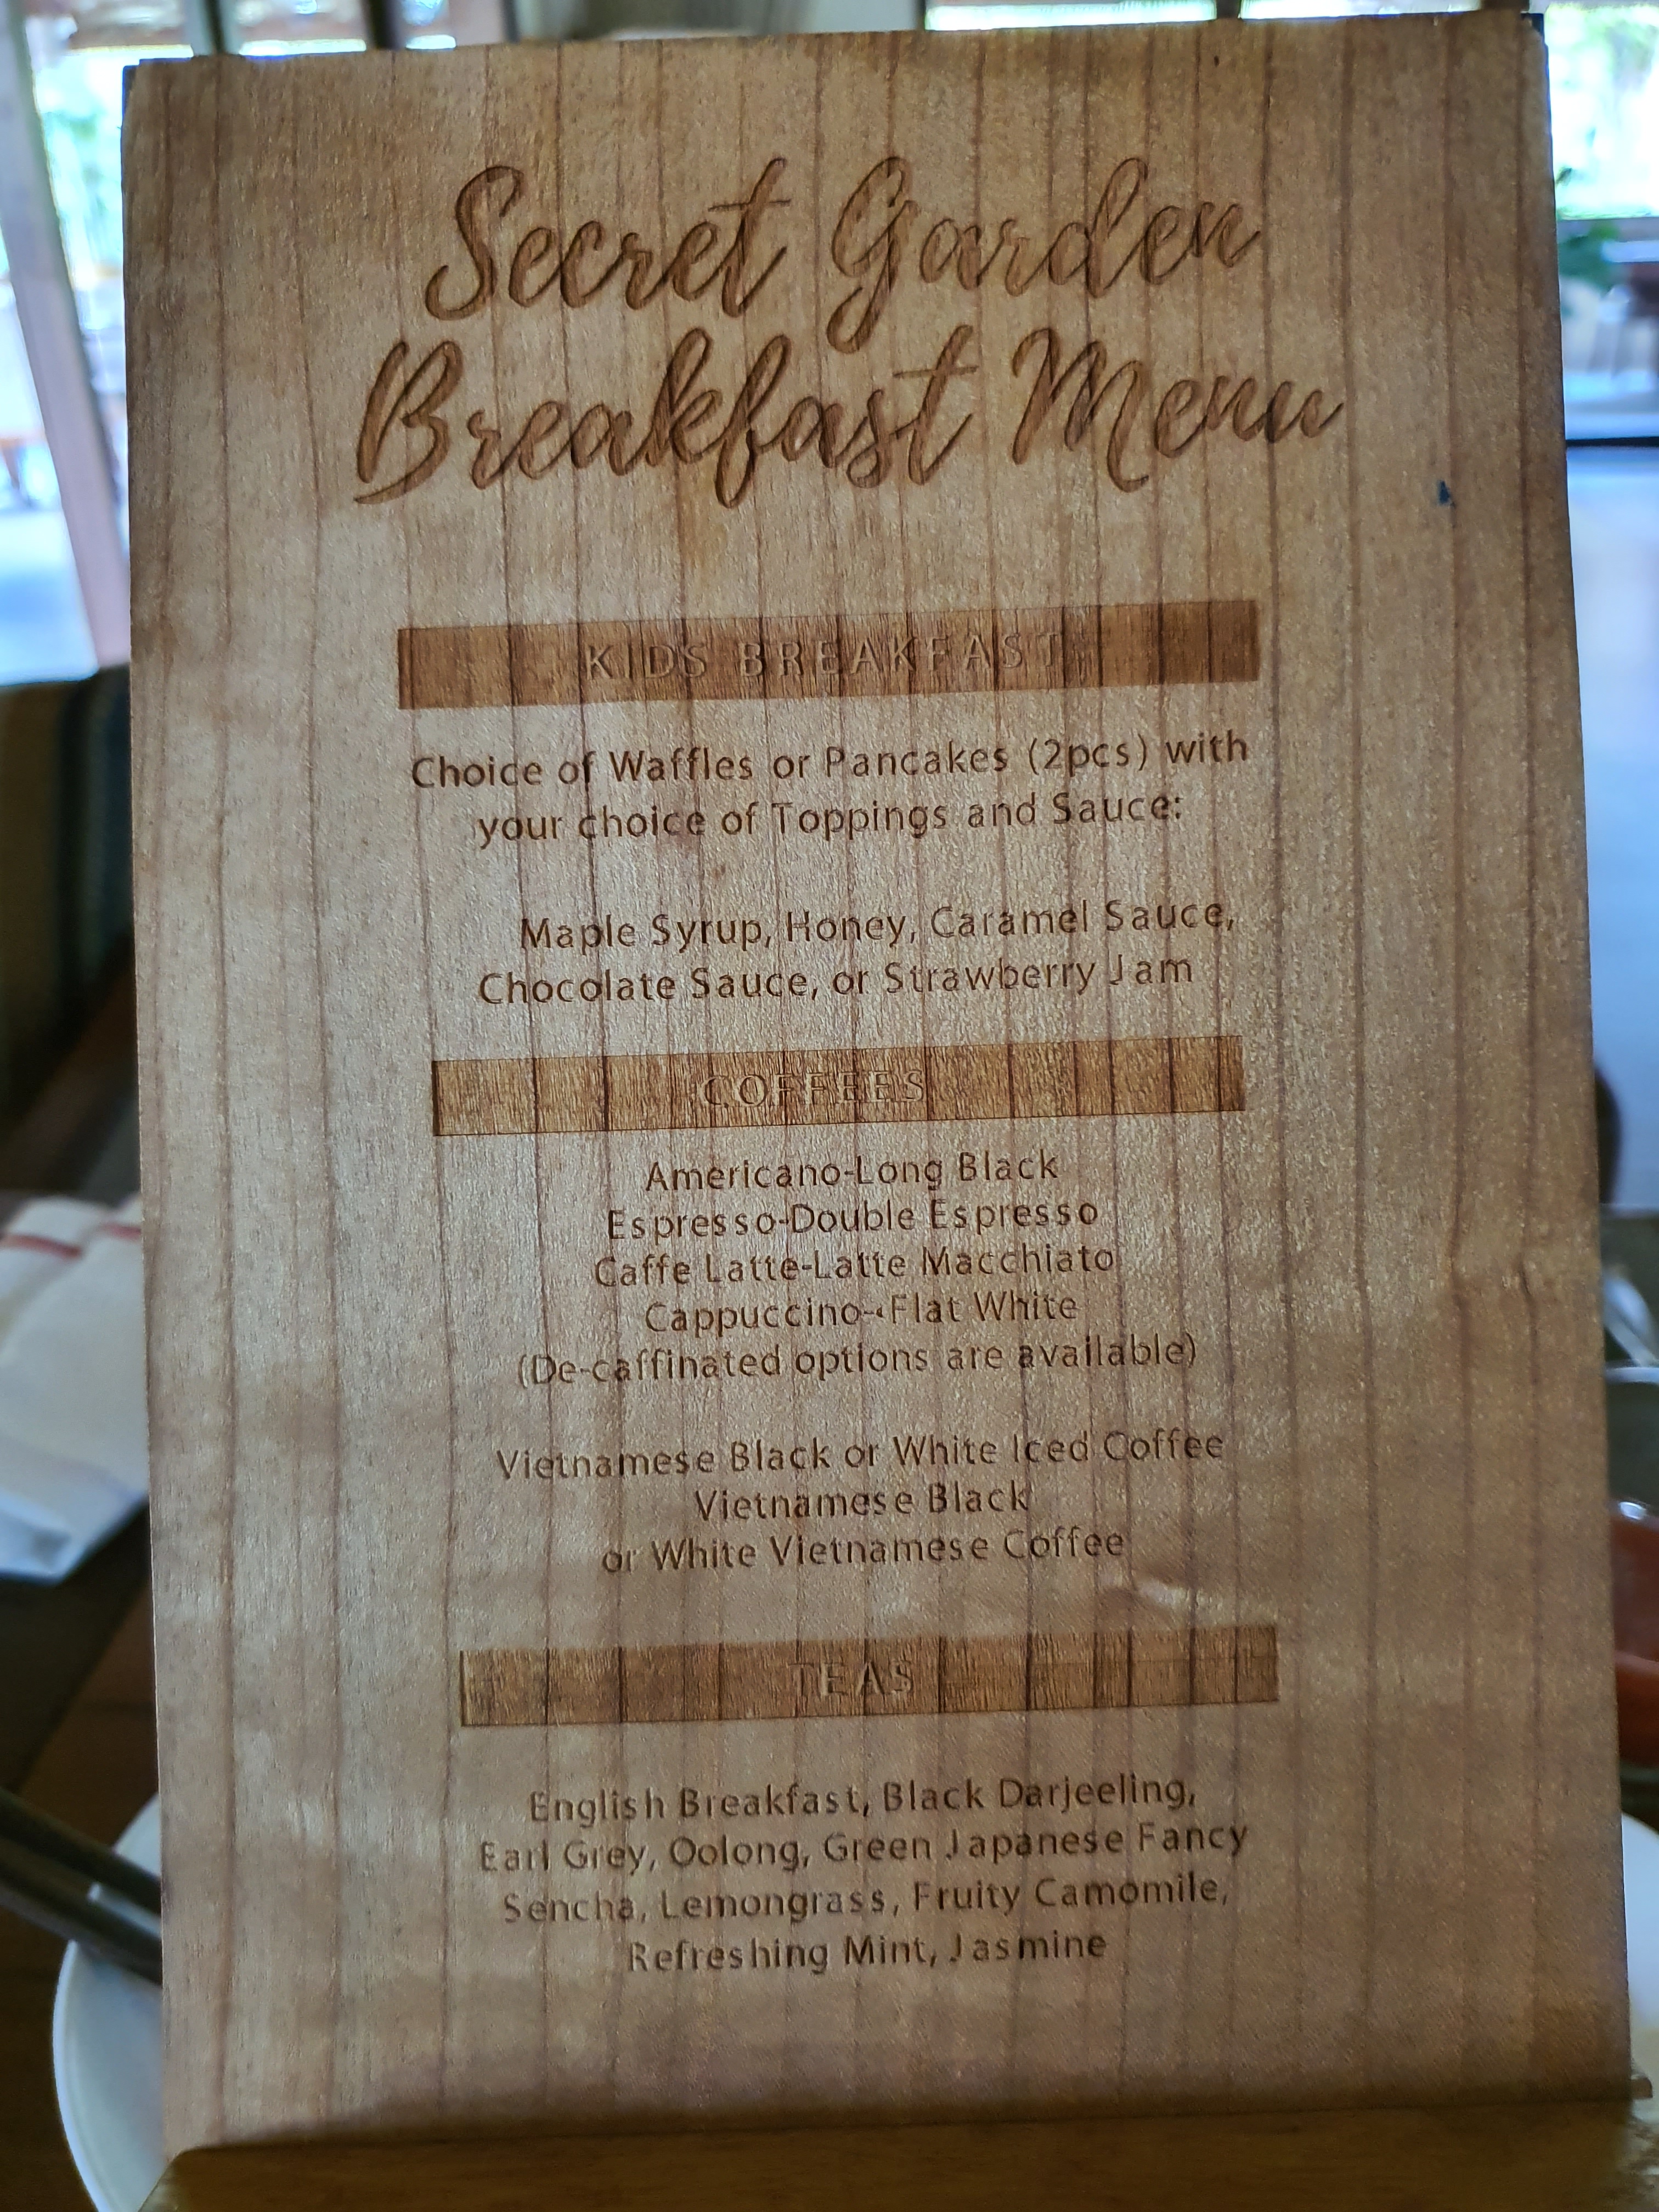 Secret Garden
Breakfast Menu
KIDS BREAKFAST
Choice of Waffles or Pancakes (2pcs) with
your choice of Toppings and Sauce:
Maple Syrup, Honey, Caramel Sauce,
Chocolate Sauce, or Strawberry Jam
COFFEES
Americano-Long Black
Espresso-Double Espresso
Caffe Latte-Latte Macchiato
Cappuccino-‹Flat White
(De-caffinated options are available)
Vietnamese Black or White Iced Coffee
Vietnamese Black
or White Vietnamese Coffee
TEAS
English Breakfast, Black Darjeeling,
Earl Grey, Oolong, Green Japanese Fancy
Sencha, Lemongrass, Fruity Camomile,
Refreshing Mint, Jasmine